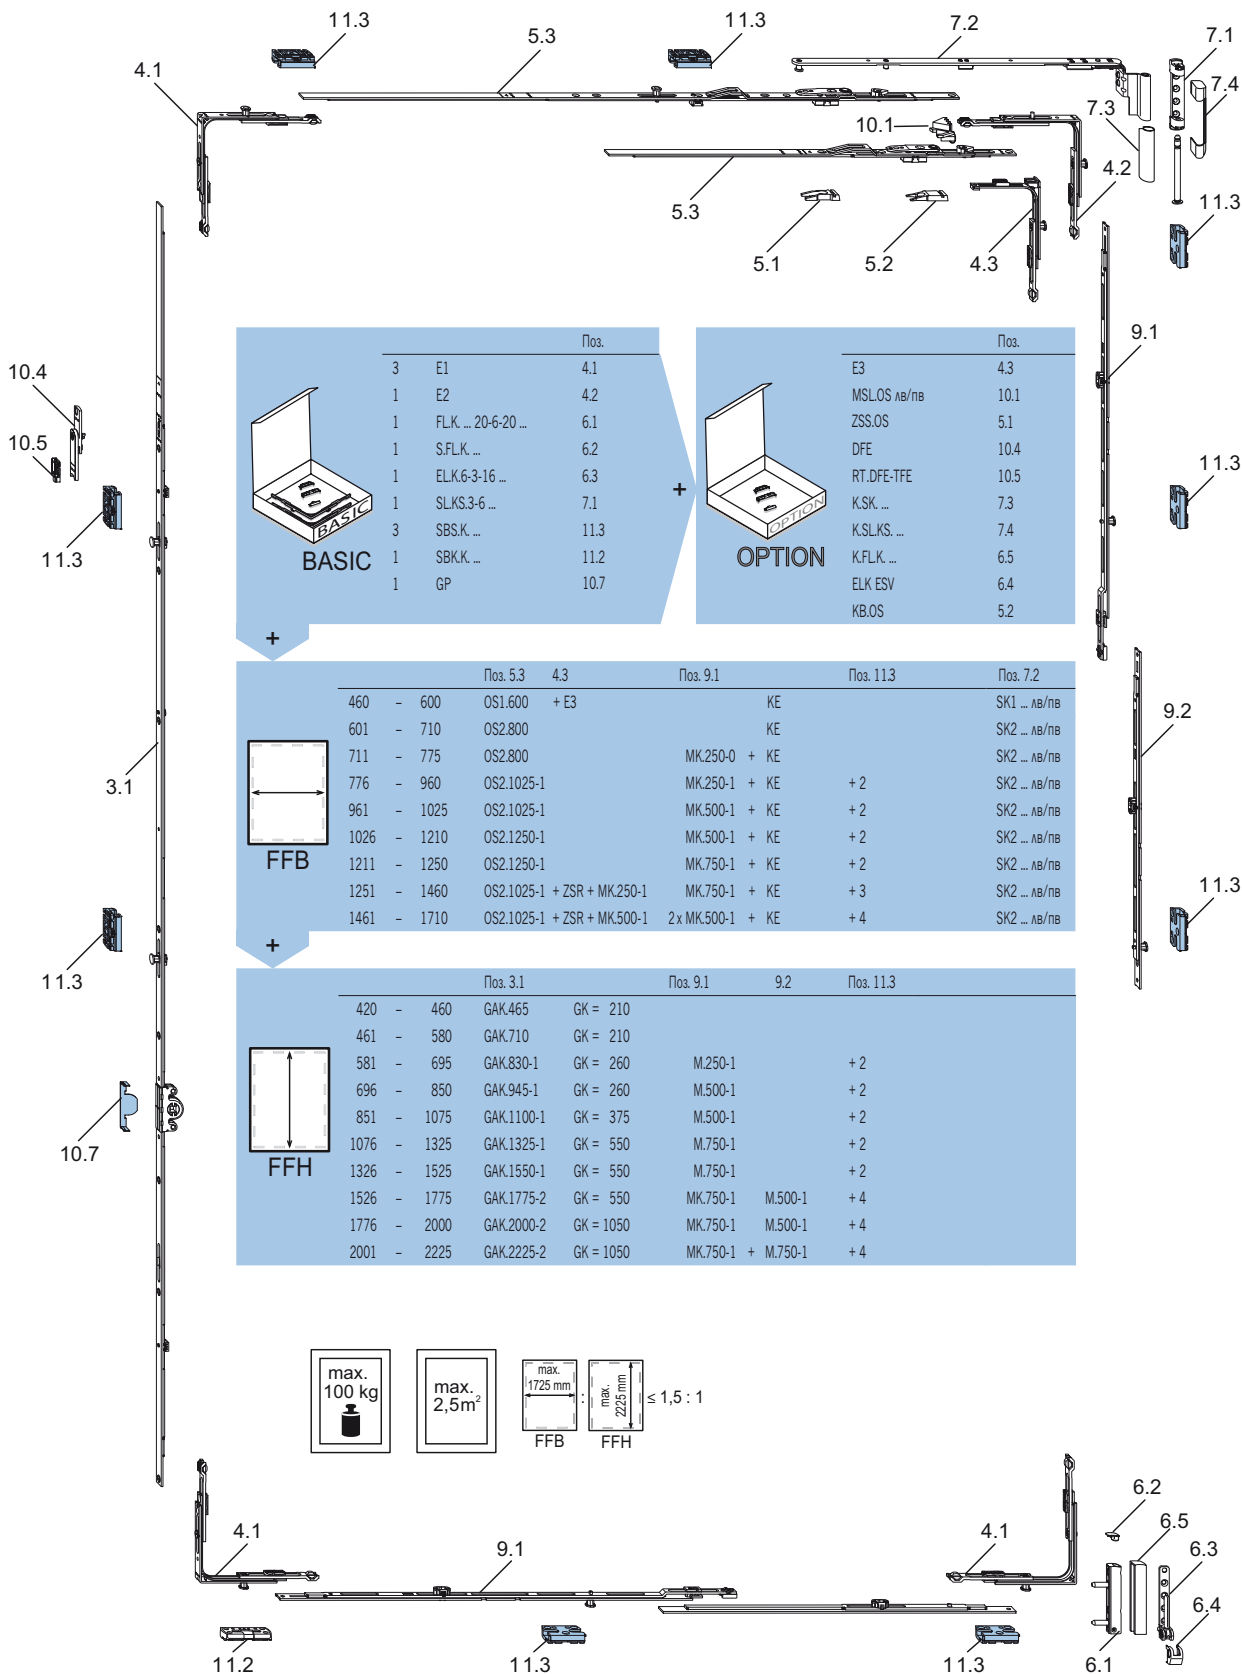 11.3
5.3
11.3
7.2
7.1
4.1
7.4
7.3
10.1
4.2
5.3
11.3
5.1
5.2
4.3
9.1
Поз.
3 E1 4.1
1 E2 4.2
1 FL.K. ... 20-6-20 ... 6.1
1 S.FL.K. ... 6.2
1 EL.K.6-3-16 ... 6.3
1 SL.KS.3-6 ... 7.1
3 SBS.K. ... 11.3
1 SBK.K. ... 11.2
1 GP 10.7
BASIC
BASIC
+
Поз.
E3 4.3
MSL.OS лв/пв 10.1
ZSS.OS 5.1
DFE 10.4
RT.DFE-TFE 10.5
K.SK. ... 7.3
K.SL.KS. ... 7.4
K.FL.K. ... 6.5
ELK ESV 6.4
KB.OS 5.2
OPTION
OPTION
10.4
10.5
11.3
11.3
+
Поз. 5.3 4.3 Поз. 9.1 Поз. 11.3 Поз. 7.2
460 – 600 OS1.600 + E3 KE SK1 ... лв/пв
601 – 710 OS2.800 KE SK2 ... лв/пв
711 – 775 OS2.800 MK.250-0 + KE SK2 ... лв/пв
776 – 960 OS2.1025-1 MK.250-1 + KE + 2 SK2 ... лв/пв
961 – 1025 OS2.1025-1 MK.500-1 + KE + 2 SK2 ... лв/пв
1026 – 1210 OS2.1250-1 MK.500-1 + KE + 2 SK2 ... лв/пв
1211 – 1250 OS2.1250-1 MK.750-1 + KE + 2 SK2 ... лв/пв
1251 – 1460 OS2.1025-1 + ZSR + MK.250-1 MK.750-1 + KE + 3 SK2 ... лв/пв
1461 – 1710 OS2.1025-1 + ZSR + MK.500-1 2 x MK.500-1 + KE + 4 SK2 ... лв/пв
FFB
3.1
9.2
11.3
11.3
+
Поз. 3.1 Поз. 9.1 9.2 Поз. 11.3
420 – 460 GAK.465 GK = 210
461 – 580 GAK.710 GK = 210
581 – 695 GAK.830-1 GK = 260 M.250-1 + 2
696 – 850 GAK.945-1 GK = 260 M.500-1 + 2
851 – 1075 GAK.1100-1 GK = 375 M.500-1 + 2
1076 – 1325 GAK.1325-1 GK = 550 M.750-1 + 2
1326 – 1525 GAK.1550-1 GK = 550 M.750-1 + 2
1526 – 1775 GAK.1775-2 GK = 550 MK.750-1 M.500-1 + 4
1776 – 2000 GAK.2000-2 GK = 1050 MK.750-1 M.500-1 + 4
2001 – 2225 GAK.2225-2 GK = 1050 MK.750-1 + M.750-1 + 4
FFH
10.7
max.
100 kg
max.
2,5m²
max.
1725 mm
FFB
:
max.
2225 mm
FFH
≤ 1,5 : 1
4.1
9.1
4.1
6.2
6.5
6.3
6.4
11.2
11.3
11.3
6.1